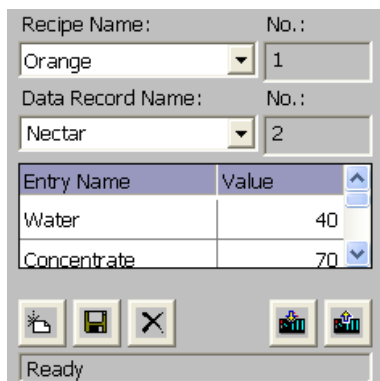 Recipe Name: No.:
Orange 1
Data Record Name: No.:
Nectar 2
Entry Name Value
Water 40
Concentrate 70
Ready